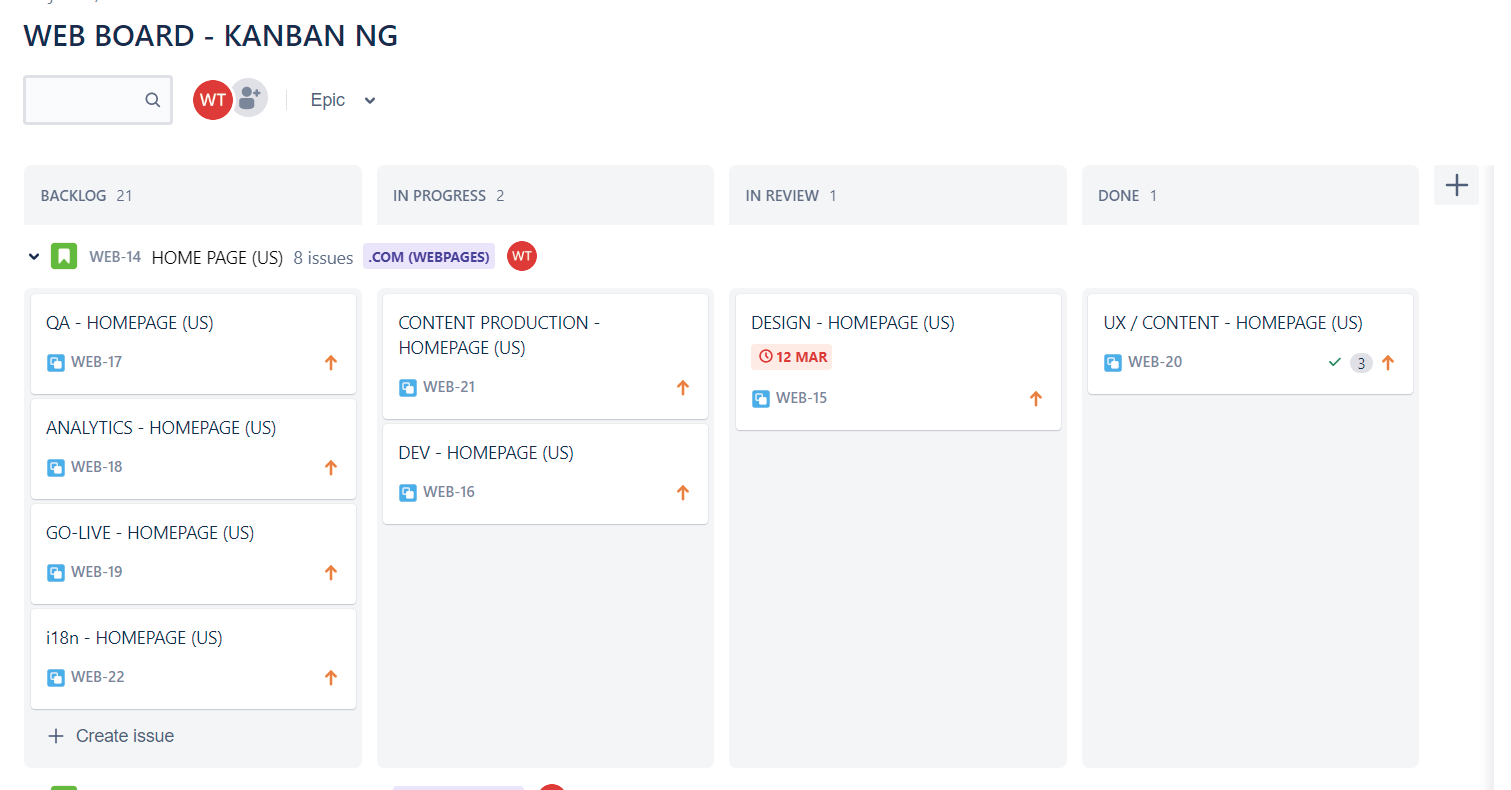 WEB BOARD - KANBAN NG
WT
Epic
BACKLOG 21
IN PROGRESS 2
IN REVIEW 1
DONE 1
WEB-14 HOME PAGE (US) 8 issues .COM (WEBPAGES) WT
QA - HOMEPAGE (US)
WEB-17
ANALYTICS - HOMEPAGE (US)
WEB-18
GO-LIVE - HOMEPAGE (US)
WEB-19
i18n - HOMEPAGE (US)
WEB-22
Create issue
CONTENT PRODUCTION -
HOMEPAGE (US)
WEB-21
DEV - HOMEPAGE (US)
WEB-16
DESIGN - HOMEPAGE (US)
12 MAR
WEB-15
UX / CONTENT - HOMEPAGE (US)
WEB-20 3